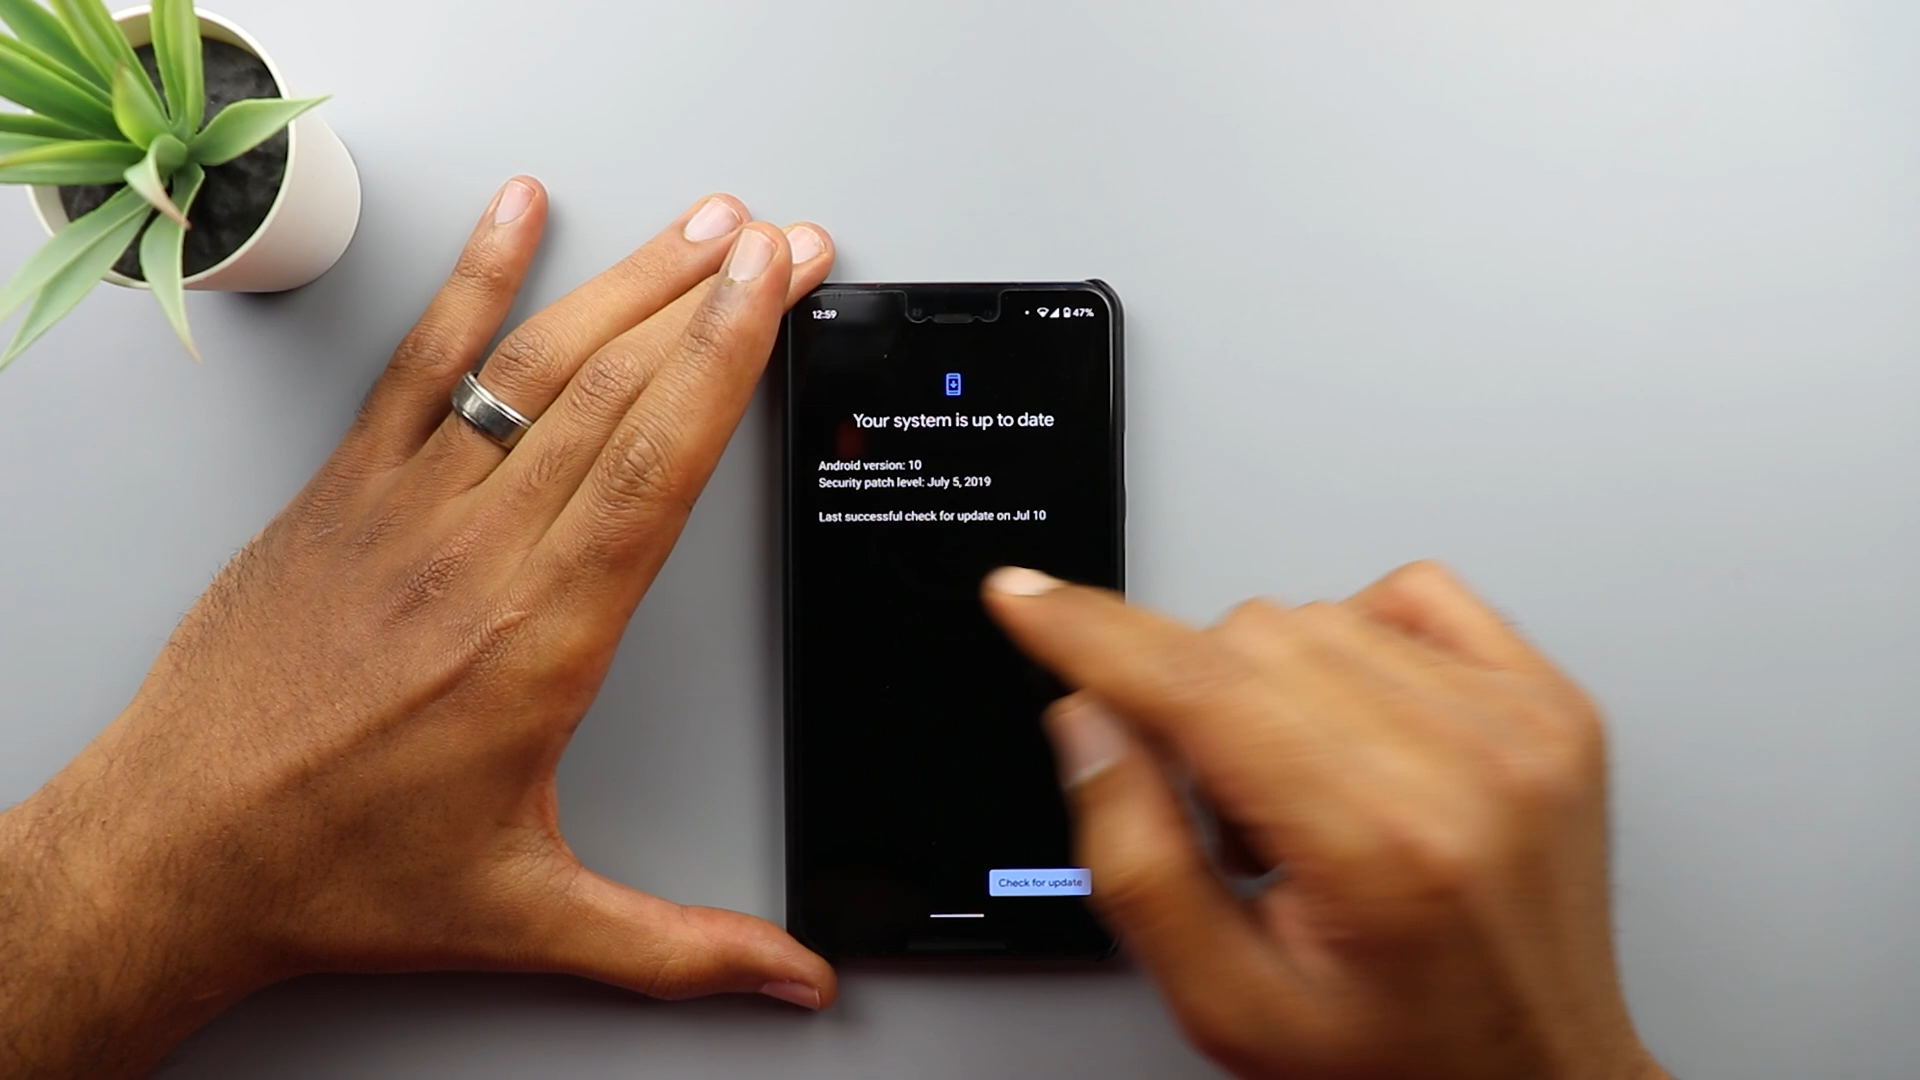 12:59
47%
Your system is up to date
Android version: 10
Security patch level: July 5, 2019
Last successful check for update on Jul 10
Check for update